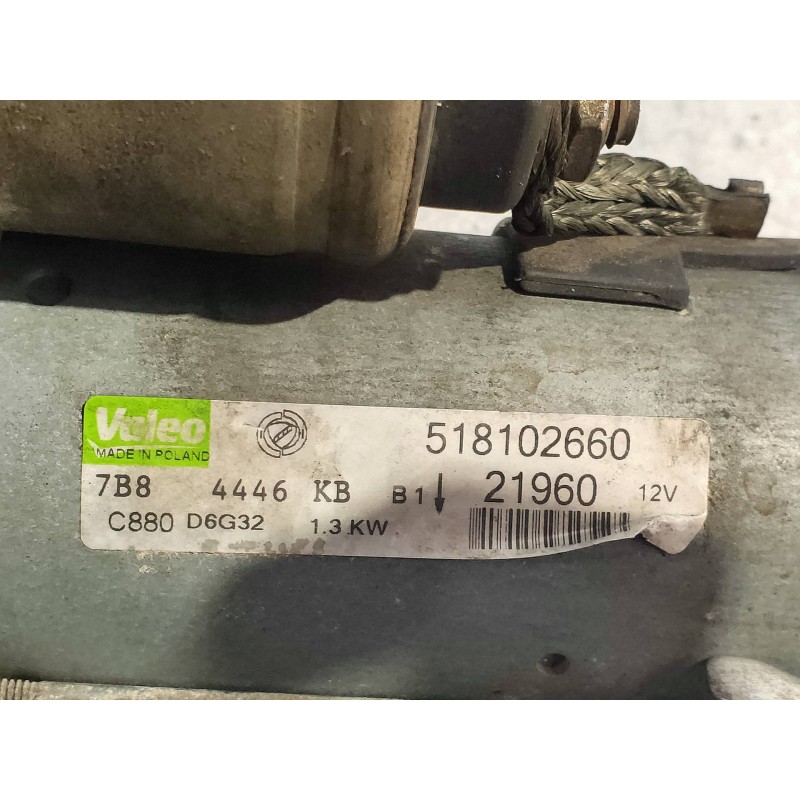 Valeo 518102660
MADE IN POLAND
7B8 4446 KB B1↓ 21960 12V
C880 D6G32 1.3 KW